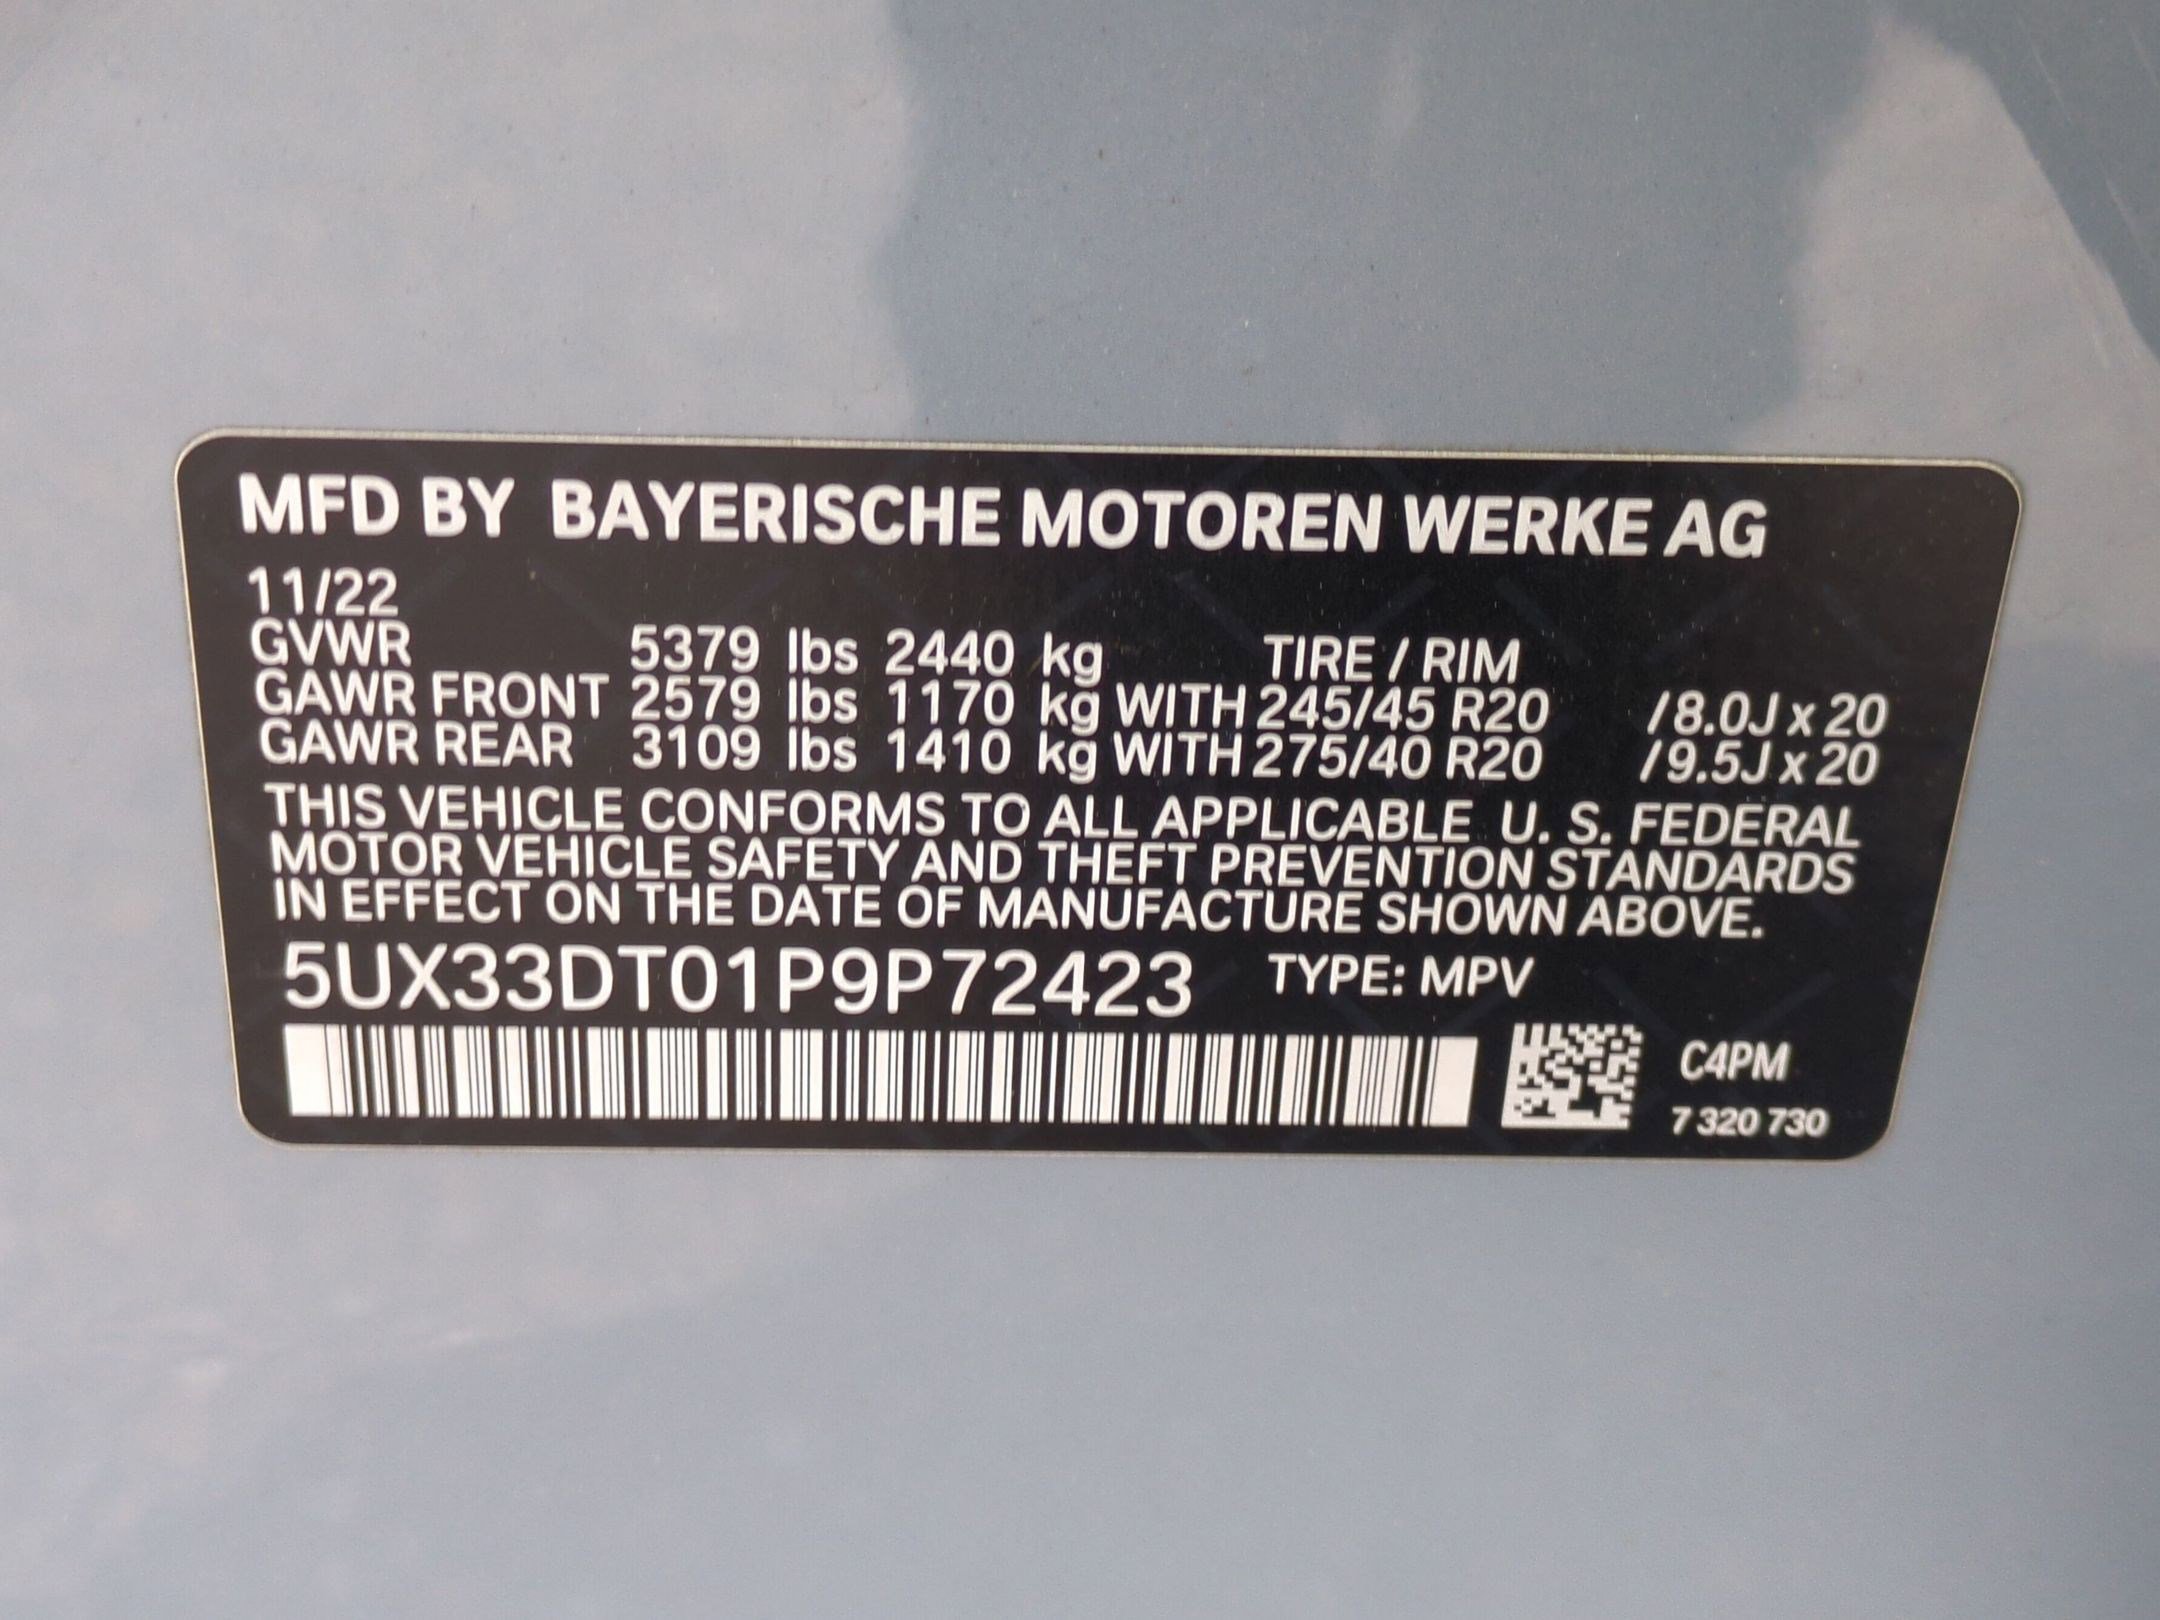 MFD BY BAYERISCHE MOTOREN WERKE AG
11/22
GVWR 5379 lbs 2440 kg TIRE / RIM
GAWR FRONT 2579 lbs 1170 kg WITH 245/45 R20 /8.0J x 20
GAWR REAR 3109 lbs 1410 kg WITH 275/40 R20 /9.5J x 20
THIS VEHICLE CONFORMS TO ALL APPLICABLE U. S. FEDERAL
MOTOR VEHICLE SAFETY AND THEFT PREVENTION STANDARDS
IN EFFECT ON THE DATE OF MANUFACTURE SHOWN ABOVE.
5UX33DT01P9P72423 TYPE: MPV
C4PM
7 320 730